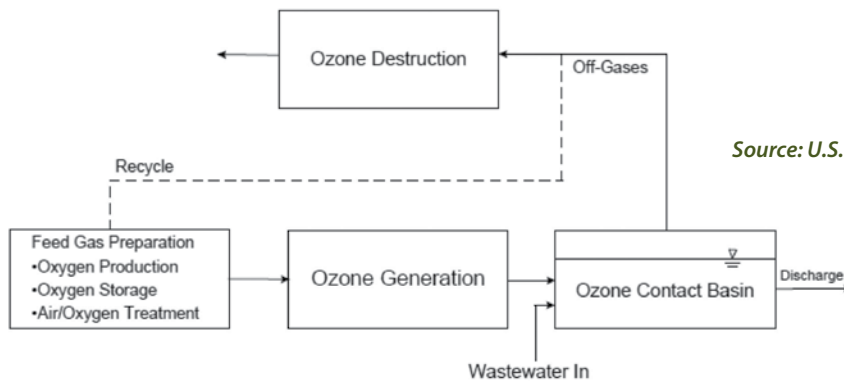 Ozone Destruction
Off-Gases
Source: U.S.
Recycle
Feed Gas Preparation
•Oxygen Production
•Oxygen Storage
•Air/Oxygen Treatment
Ozone Generation
Ozone Contact Basin
Discharge
Wastewater In